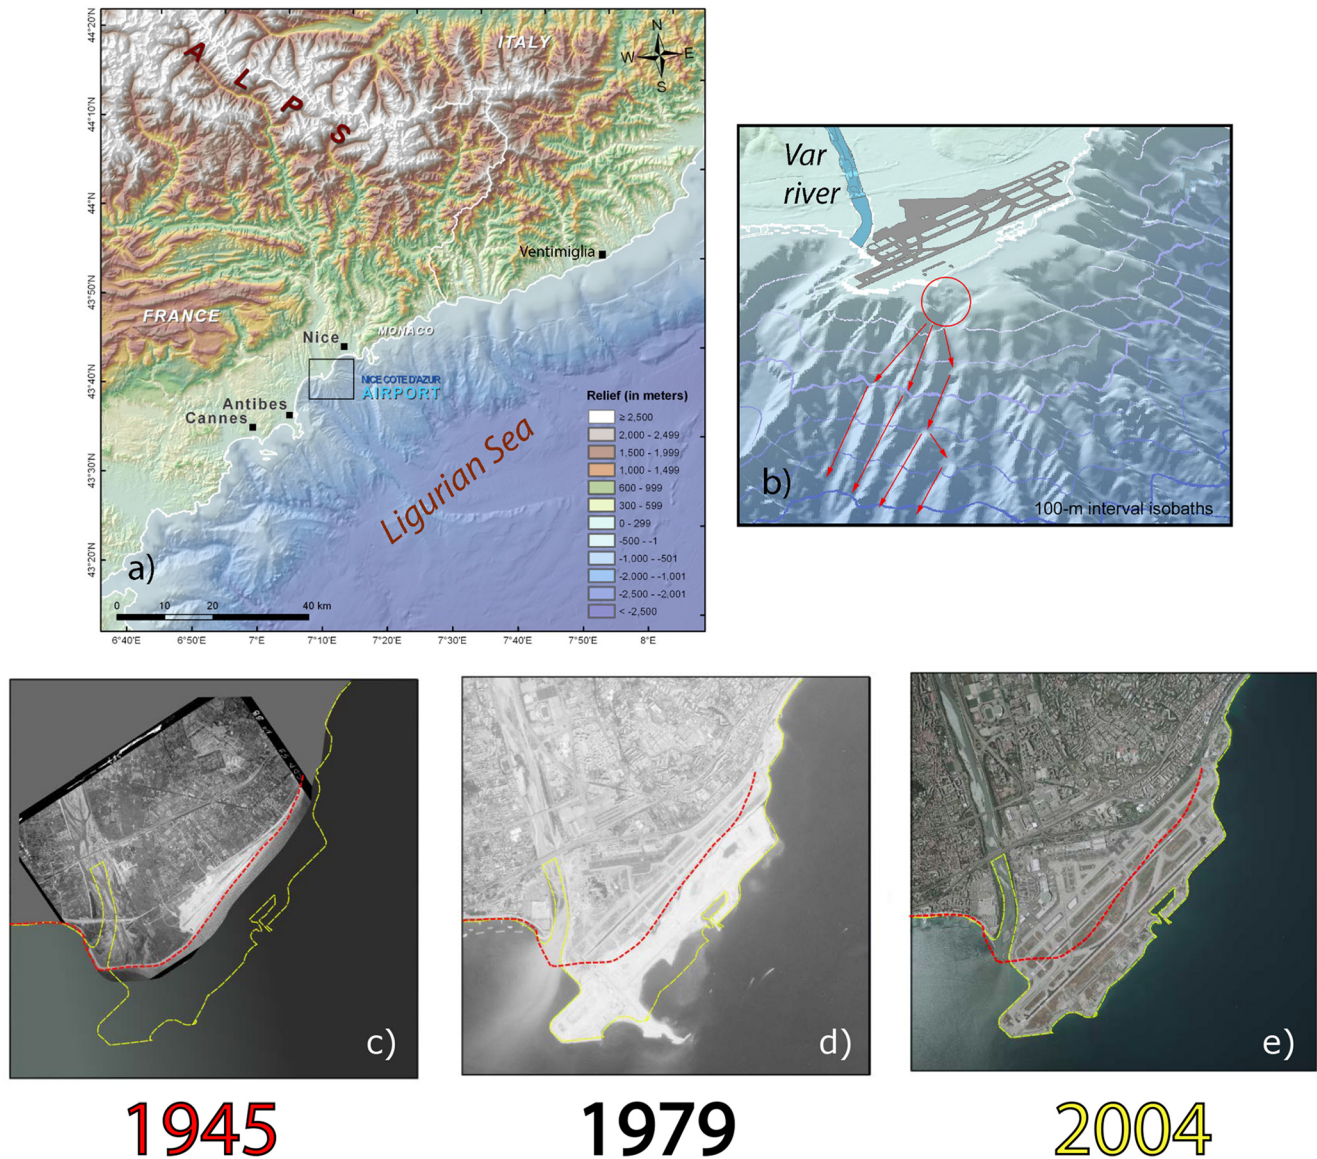 44°20'N
44°10'N
44°N
43°50'N
43°40'N
43°30'N
43°20'N
A L P S
ITALY
N
W E
S
FRANCE
Ventimiglia
MONACO
Nice
NICE COTE D'AZUR
AIRPORT
Antibes
Cannes
Ligurian Sea
Relief (in meters)
≥ 2,500
2,000 - 2,499
1,500 - 1,999
1,000 - 1,499
600 - 999
300 - 599
0 - 299
-500 - -1
-1,000 - -501
-2,000 - -1,001
-2,500 - -2,001
< -2,500
a)
0 10 20 40 km
6°40'E 6°50'E 7°E 7°10'E 7°20'E 7°30'E 7°40'E 7°50'E 8°E
Var
river
b)
100-m interval isobaths
c)
d)
e)
1945
1979
2004